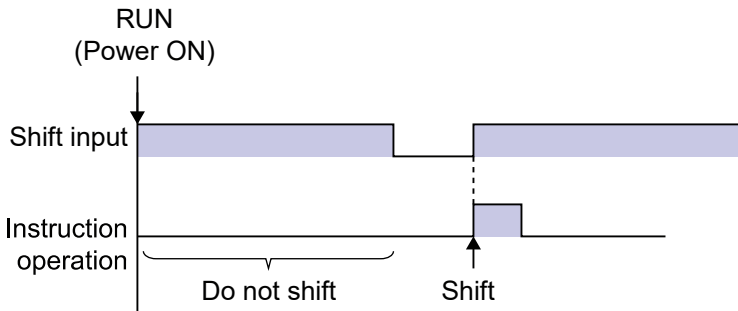 RUN
(Power ON)
Shift input
Instruction
operation
Do not shift
Shift